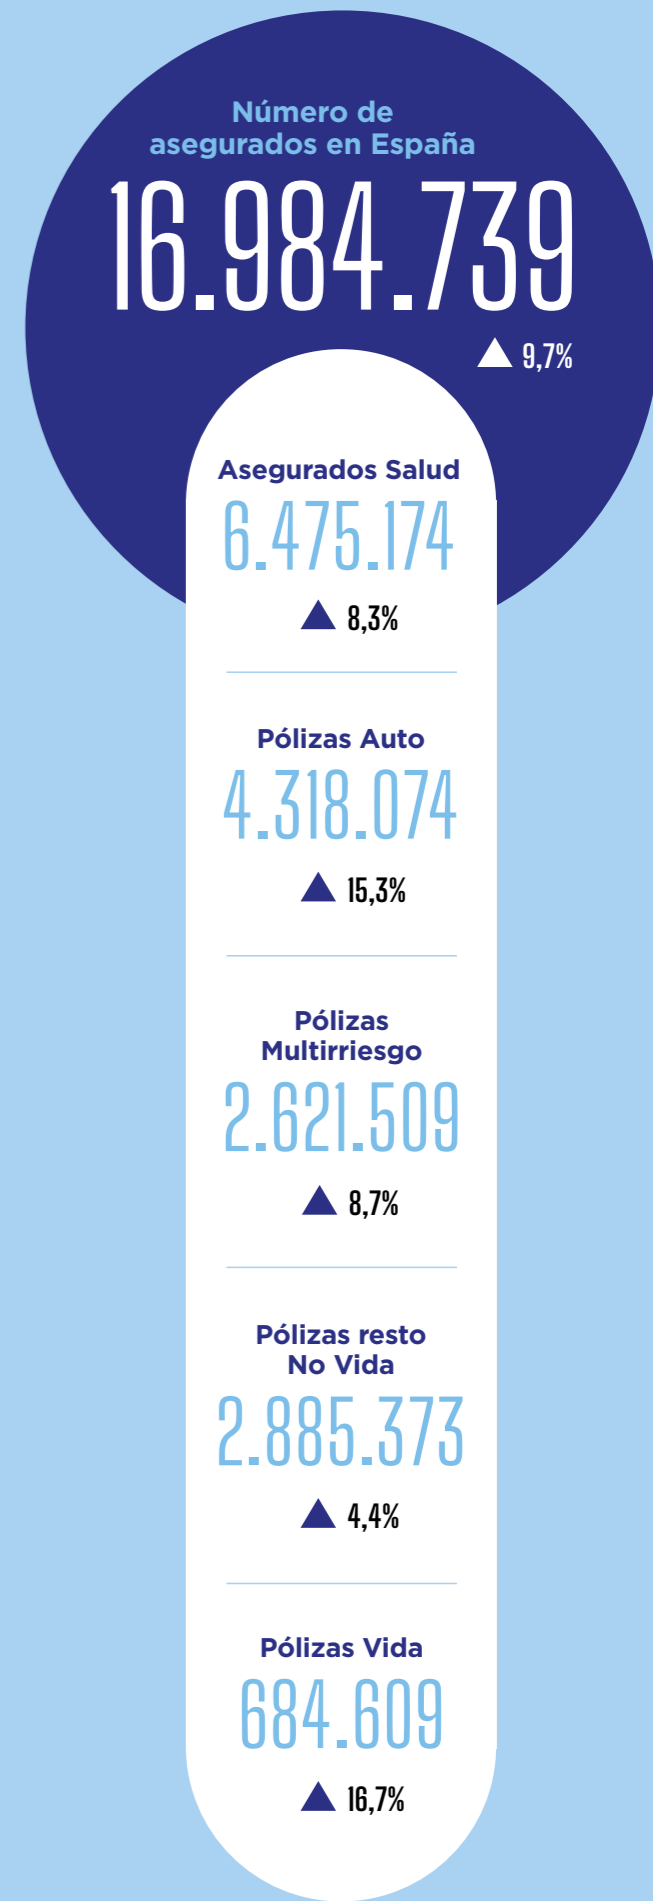 Número de
asegurados en España
16.984.739
▲ 9,7%
Asegurados Salud
6.475.174
▲ 8,3%
Pólizas Auto
4.318.074
▲ 15,3%
Pólizas
Multirriesgo
2.621.509
▲ 8,7%
Pólizas resto
No Vida
2.885.373
▲ 4,4%
Pólizas Vida
684.609
▲ 16,7%